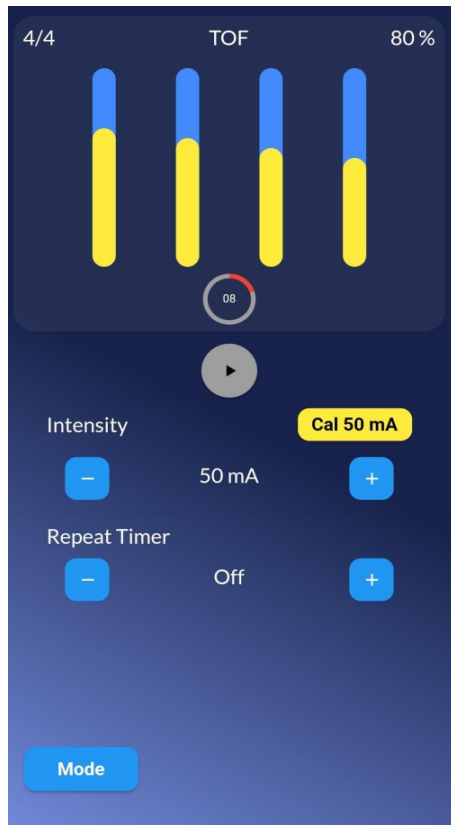 4/4 TOF 80 %
08
Intensity Cal 50 mA
50 mA
Repeat Timer
Off
Mode